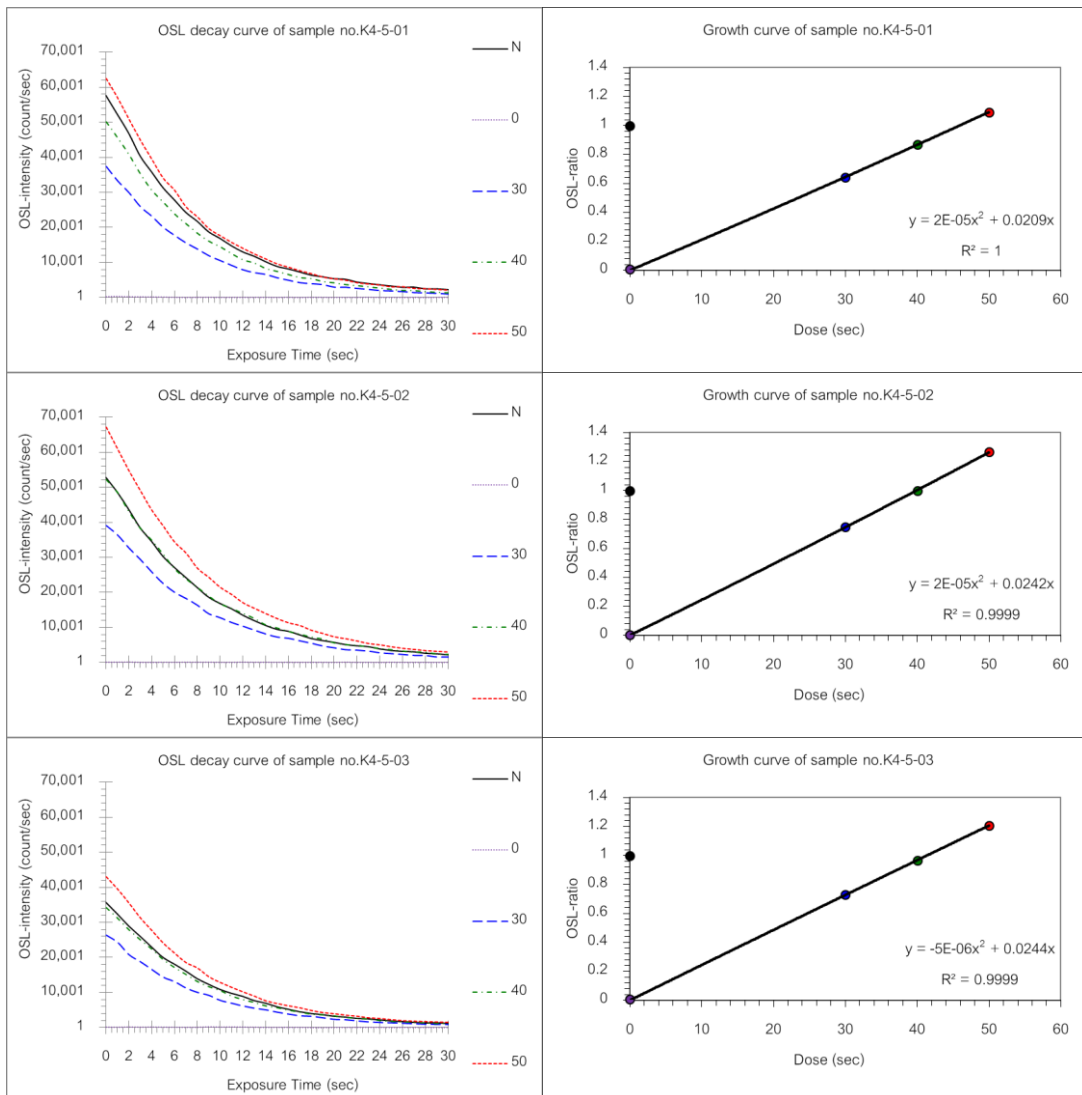 OSL decay curve of sample no.K4-5-01
70,001
60,001
50,001
40,001
30,001
20,001
10,001
1
OSL-intensity (count/sec)
0 2 4 6 8 10 12 14 16 18 20 22 24 26 28 30
Exposure Time (sec)
N
0
30
40
50
Growth curve of sample no.K4-5-01
1.4
1.2
1
0.8
0.6
0.4
0.2
0
OSL-ratio
y = 2E-05x² + 0.0209x
R² = 1
0 10 20 30 40 50 60
Dose (sec)
OSL decay curve of sample no.K4-5-02
70,001
60,001
50,001
40,001
30,001
20,001
10,001
1
OSL-intensity (count/sec)
0 2 4 6 8 10 12 14 16 18 20 22 24 26 28 30
Exposure Time (sec)
N
0
30
40
50
Growth curve of sample no.K4-5-02
1.4
1.2
1
0.8
0.6
0.4
0.2
0
OSL-ratio
y = 2E-05x² + 0.0242x
R² = 0.9999
0 10 20 30 40 50 60
Dose (sec)
OSL decay curve of sample no.K4-5-03
70,001
60,001
50,001
40,001
30,001
20,001
10,001
1
OSL-intensity (count/sec)
0 2 4 6 8 10 12 14 16 18 20 22 24 26 28 30
Exposure Time (sec)
N
0
30
40
50
Growth curve of sample no.K4-5-03
1.4
1.2
1
0.8
0.6
0.4
0.2
0
OSL-ratio
y = -5E-06x² + 0.0244x
R² = 0.9999
0 10 20 30 40 50 60
Dose (sec)